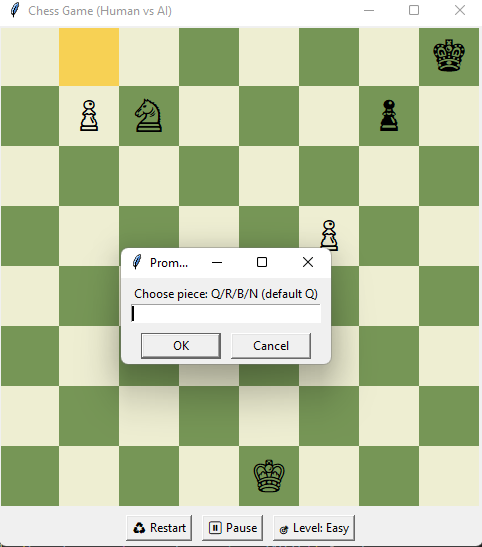 Chess Game (Human vs AI)
Prom...
Choose piece: Q/R/B/N (default Q)
OK
Cancel
Restart
Pause
Level: Easy